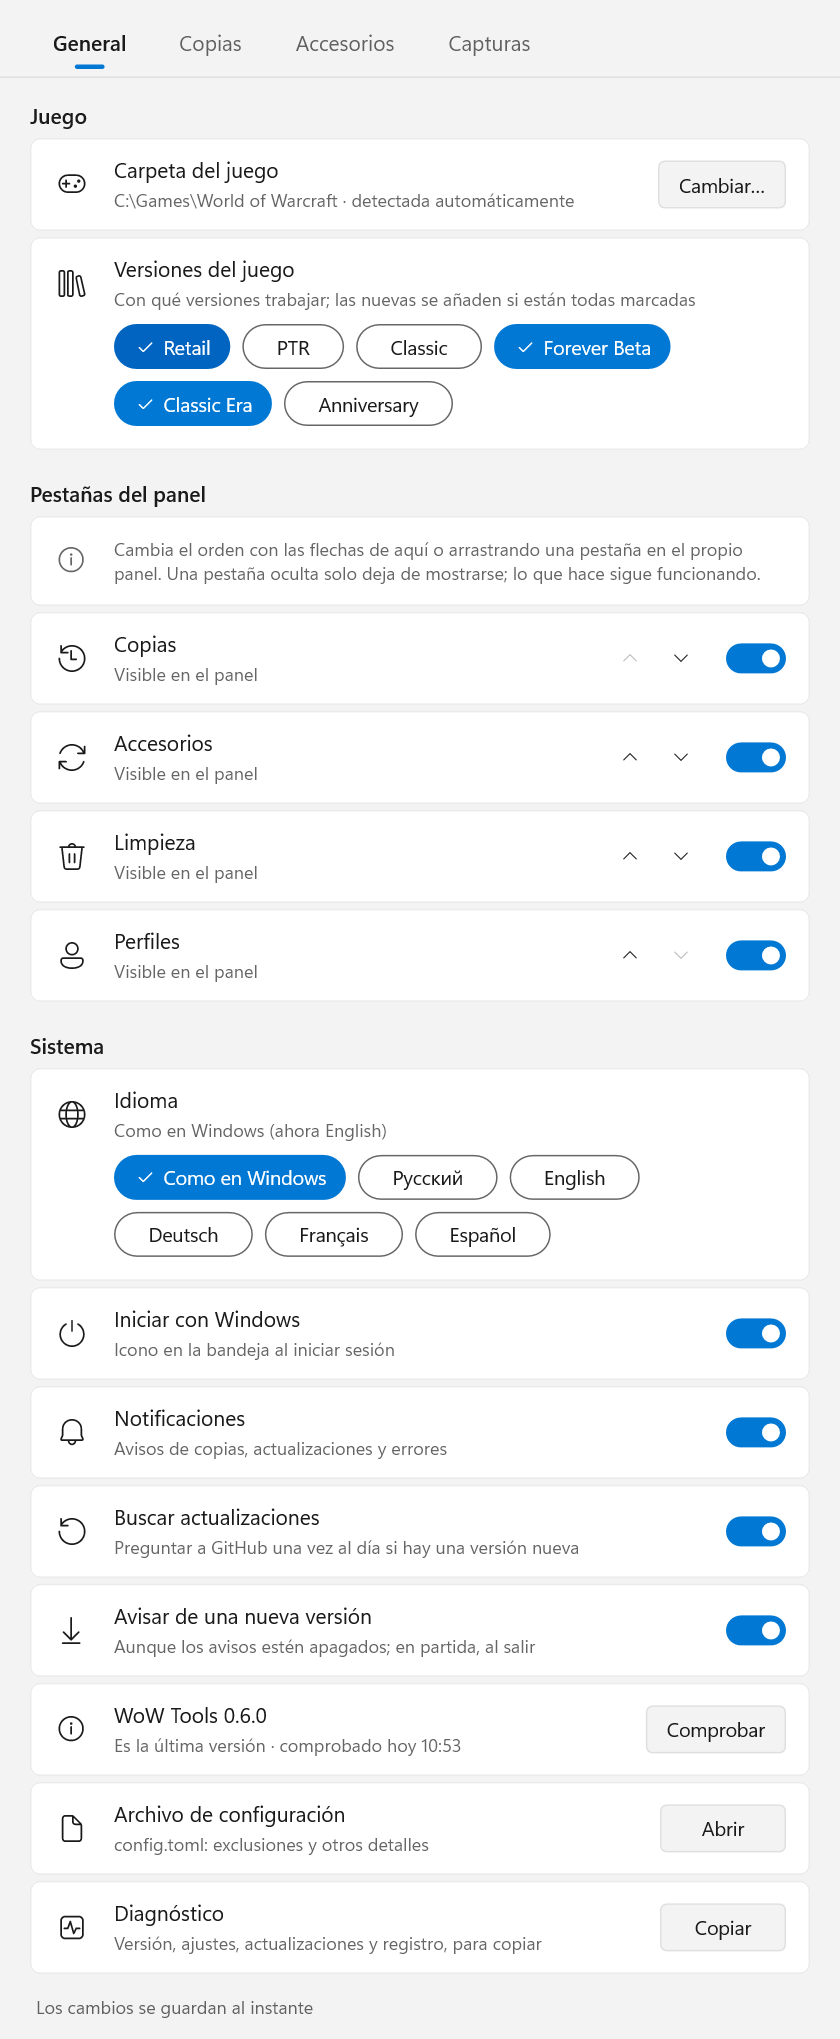 General Copias Accesorios Capturas
Juego
Carpeta del juego
C:\Games\World of Warcraft · detectada automáticamente
Cambiar...
Versiones del juego
Con qué versiones trabajar; las nuevas se añaden si están todas marcadas
Retail PTR Classic Forever Beta
Classic Era Anniversary
Pestañas del panel
Cambia el orden con las flechas de aquí o arrastrando una pestaña en el propio
panel. Una pestaña oculta solo deja de mostrarse; lo que hace sigue funcionando.
Copias
Visible en el panel
Accesorios
Visible en el panel
Limpieza
Visible en el panel
Perfiles
Visible en el panel
Sistema
Idioma
Como en Windows (ahora English)
Como en Windows Русский English
Deutsch Français Español
Iniciar con Windows
Icono en la bandeja al iniciar sesión
Notificaciones
Avisos de copias, actualizaciones y errores
Buscar actualizaciones
Preguntar a GitHub una vez al día si hay una versión nueva
Avisar de una nueva versión
Aunque los avisos estén apagados; en partida, al salir
WoW Tools 0.6.0
Es la última versión · comprobado hoy 10:53
Comprobar
Archivo de configuración
config.toml: exclusiones y otros detalles
Abrir
Diagnóstico
Versión, ajustes, actualizaciones y registro, para copiar
Copiar
Los cambios se guardan al instante